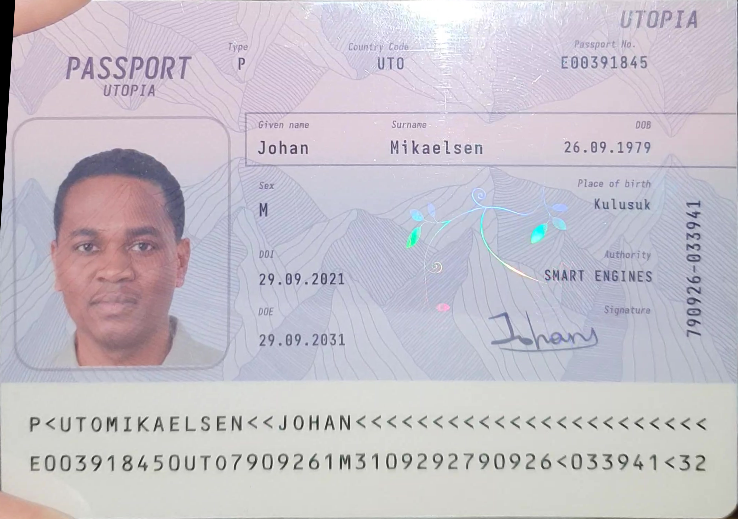 UTOPIA
Type Country Code Passport No.
PASSPORT P UTO E00391845
UTOPIA
Given name Surname DOB
Johan Mikaelsen 26.09.1979
Sex Place of birth
M Kulusuk
DOI Authority
29.09.2021 SMART ENGINES
DOE Signature
29.09.2031 Johans
790926-033941
P<UTOMIKAELSEN<<JOHAN<<<<<<<<<<<<<<<<<<<<<<<
E003918450UTO7909261M3109292790926<033941<32